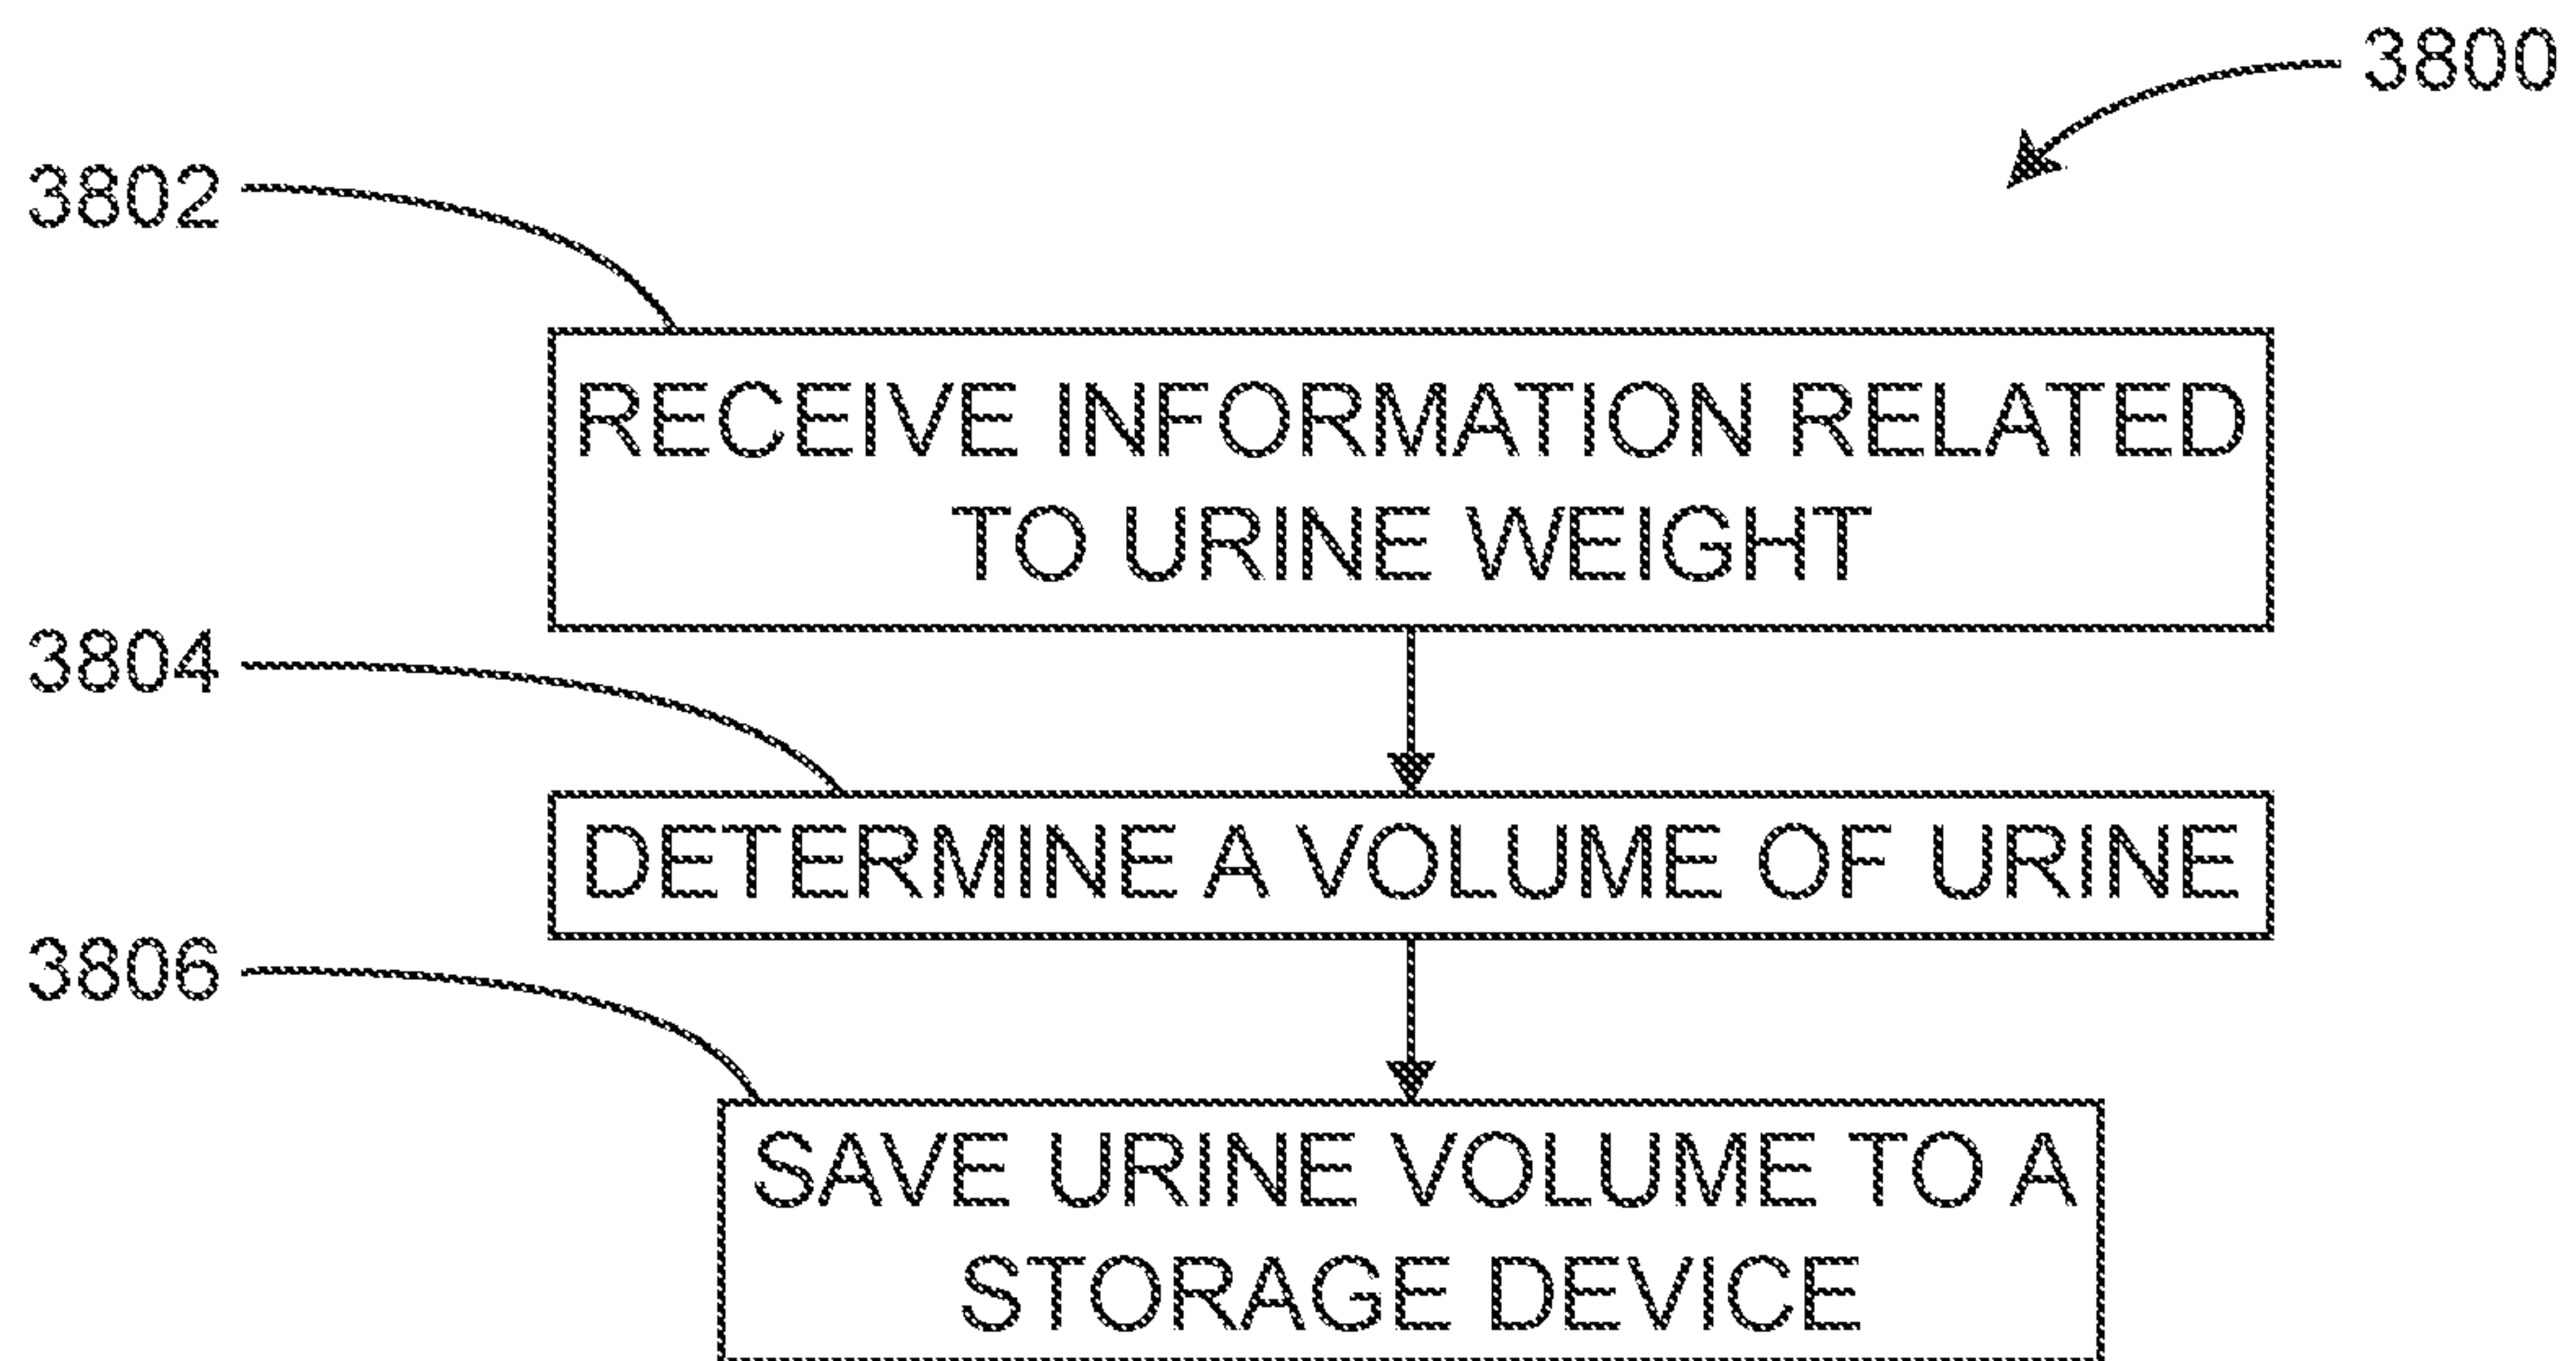 3800
3802
RECEIVE INFORMATION RELATED
TO URINE WEIGHT
3804
DETERMINE A VOLUME OF URINE
3806
SAVE URINE VOLUME TO A
STORAGE DEVICE